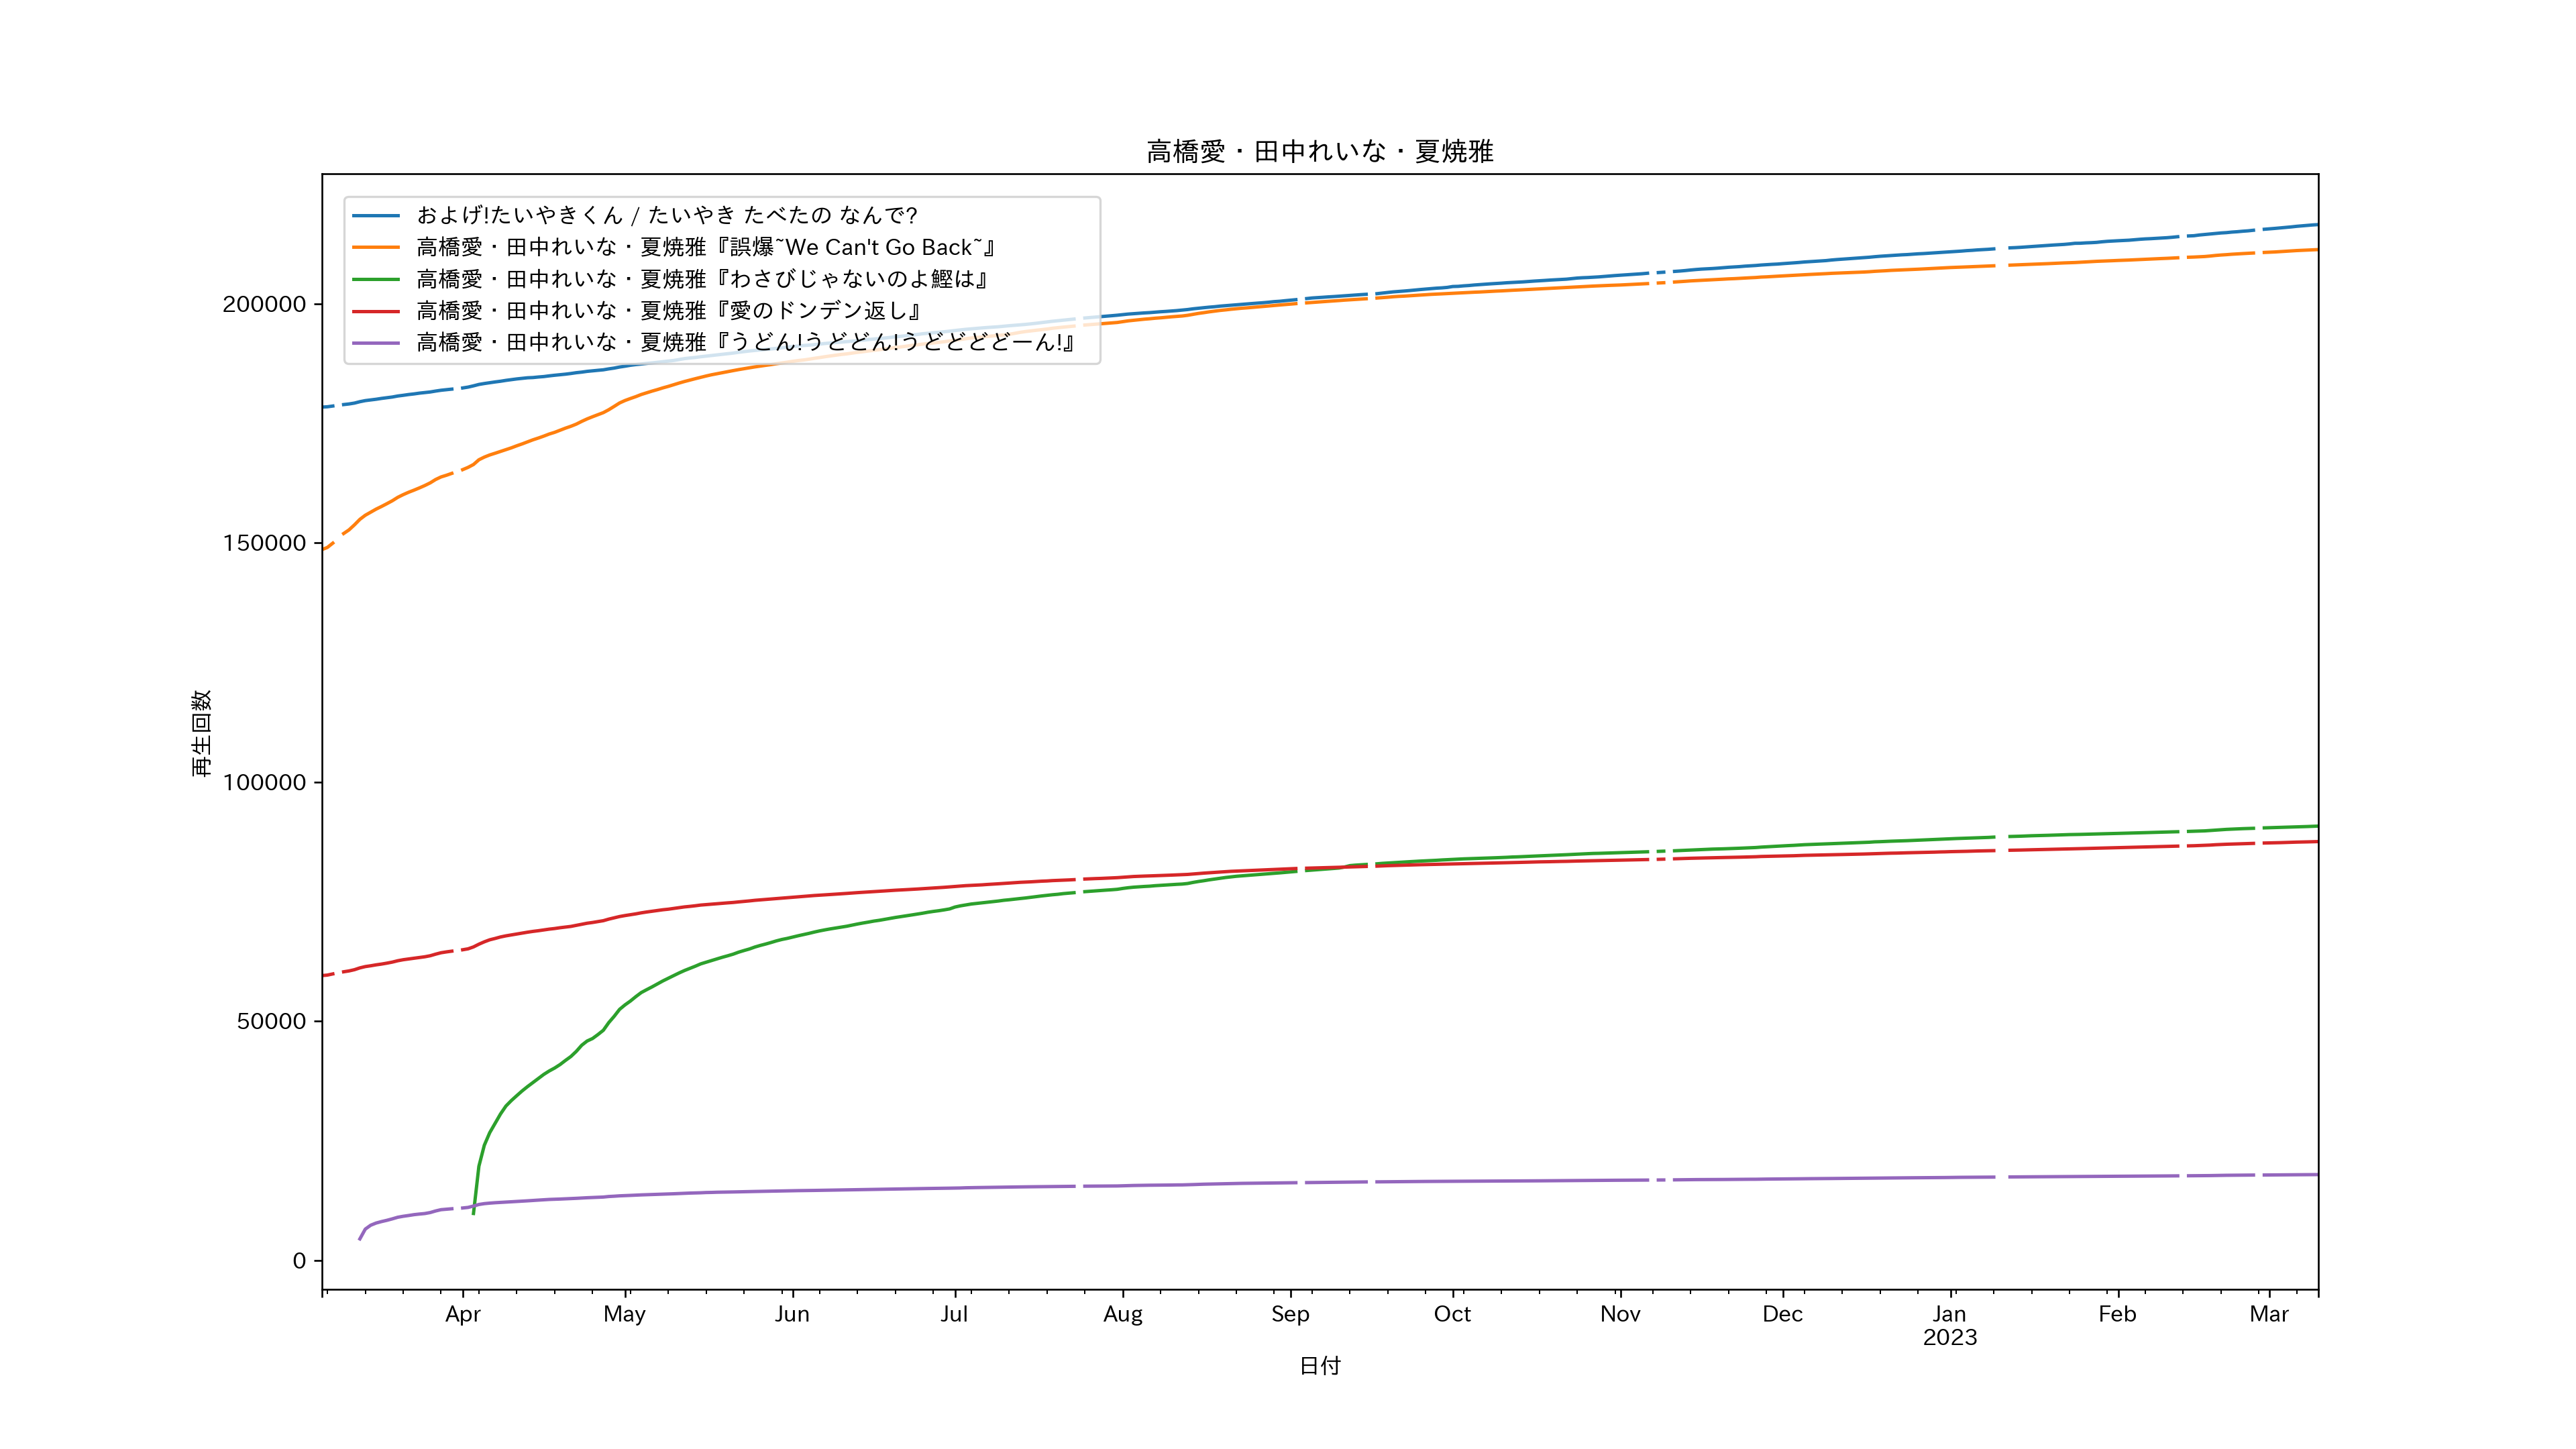 高橋愛・田中れいな・夏焼雅
およげ!たいやきくん / たいやき たべたの なんで?
高橋愛・田中れいな・夏焼雅『誤爆~We Can't Go Back~』
高橋愛・田中れいな・夏焼雅『わさびじゃないのよ鰹は』
高橋愛・田中れいな・夏焼雅『愛のドンデン返し』
高橋愛・田中れいな・夏焼雅『うどん!うどどん!うどどどどーん!』
200000
150000
100000
50000
0
再生回数
Apr May Jun Jul Aug Sep Oct Nov Dec Jan Feb Mar
2023
日付